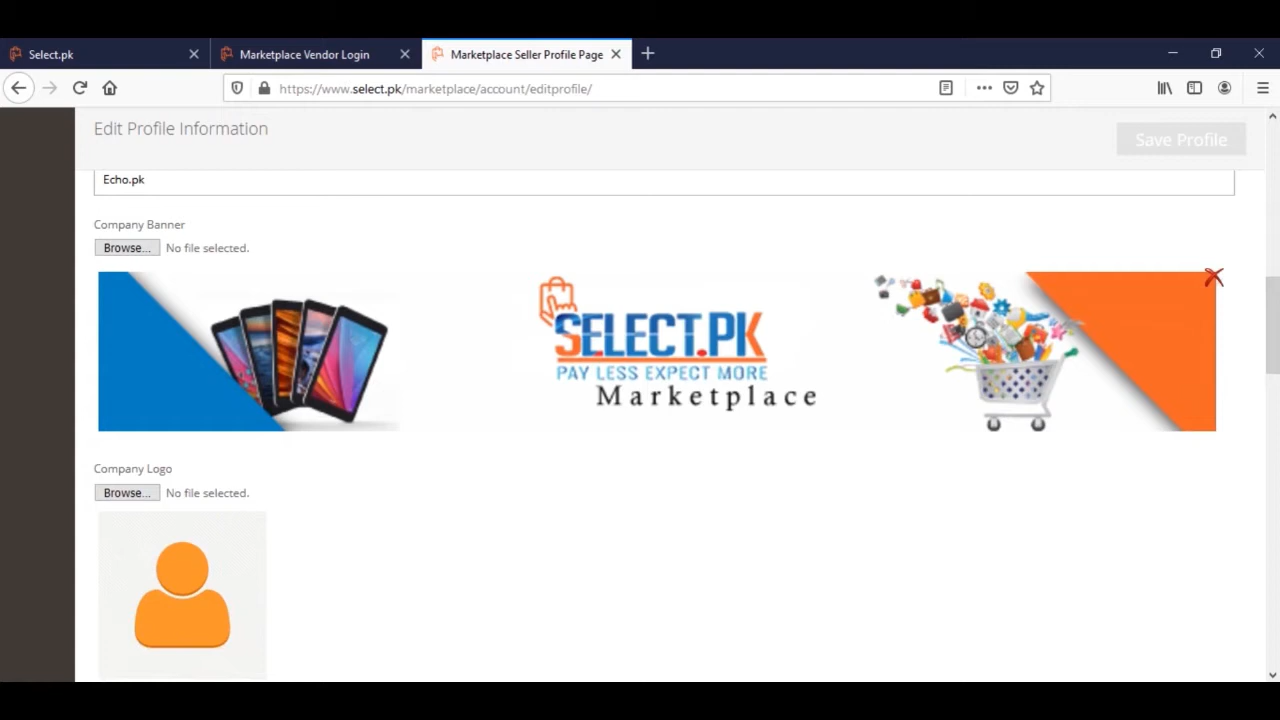 Select.pk
Marketplace Vendor Login
Marketplace Seller Profile Page
https://www.select.pk/marketplace/account/editprofile/
Edit Profile Information
Save Profile
Echo.pk
Company Banner
Browse... No file selected.
SELECT.PK
PAY LESS EXPECT MORE
Marketplace
Company Logo
Browse... No file selected.